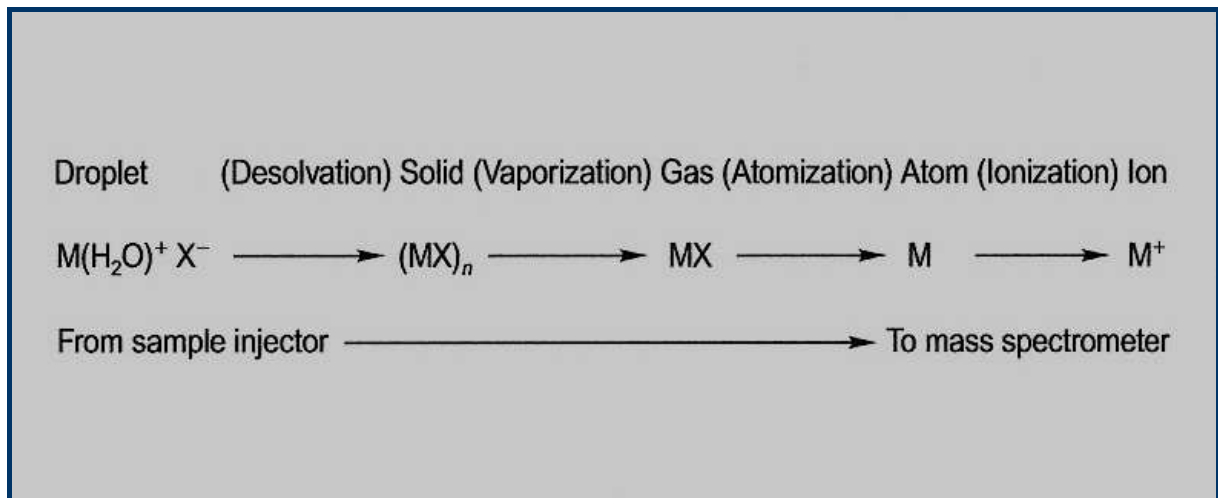 Droplet (Desolvation) Solid (Vaporization) Gas (Atomization) Atom (Ionization) Ion
M(H₂O)⁺ X⁻ ⟶ (MX)ₙ ⟶ MX ⟶ M ⟶ M⁺
From sample injector ⟶ To mass spectrometer